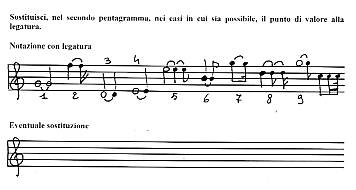 Sostituisci, nel secondo pentagramma, nei casi in cui sia possibile, il punto di valore alla
legatura.
Notazione con legatura
3 4
1 2 5 6 7 8 9
Eventuale sostituzione